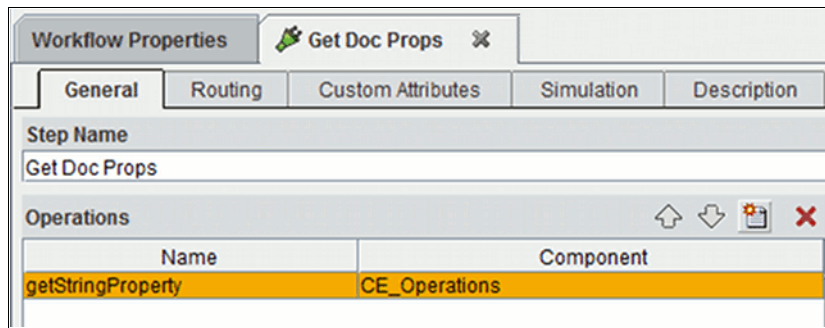 Workflow Properties Get Doc Props
General Routing Custom Attributes Simulation Description
Step Name
Get Doc Props
Operations
Name Component
getStringProperty CE_Operations